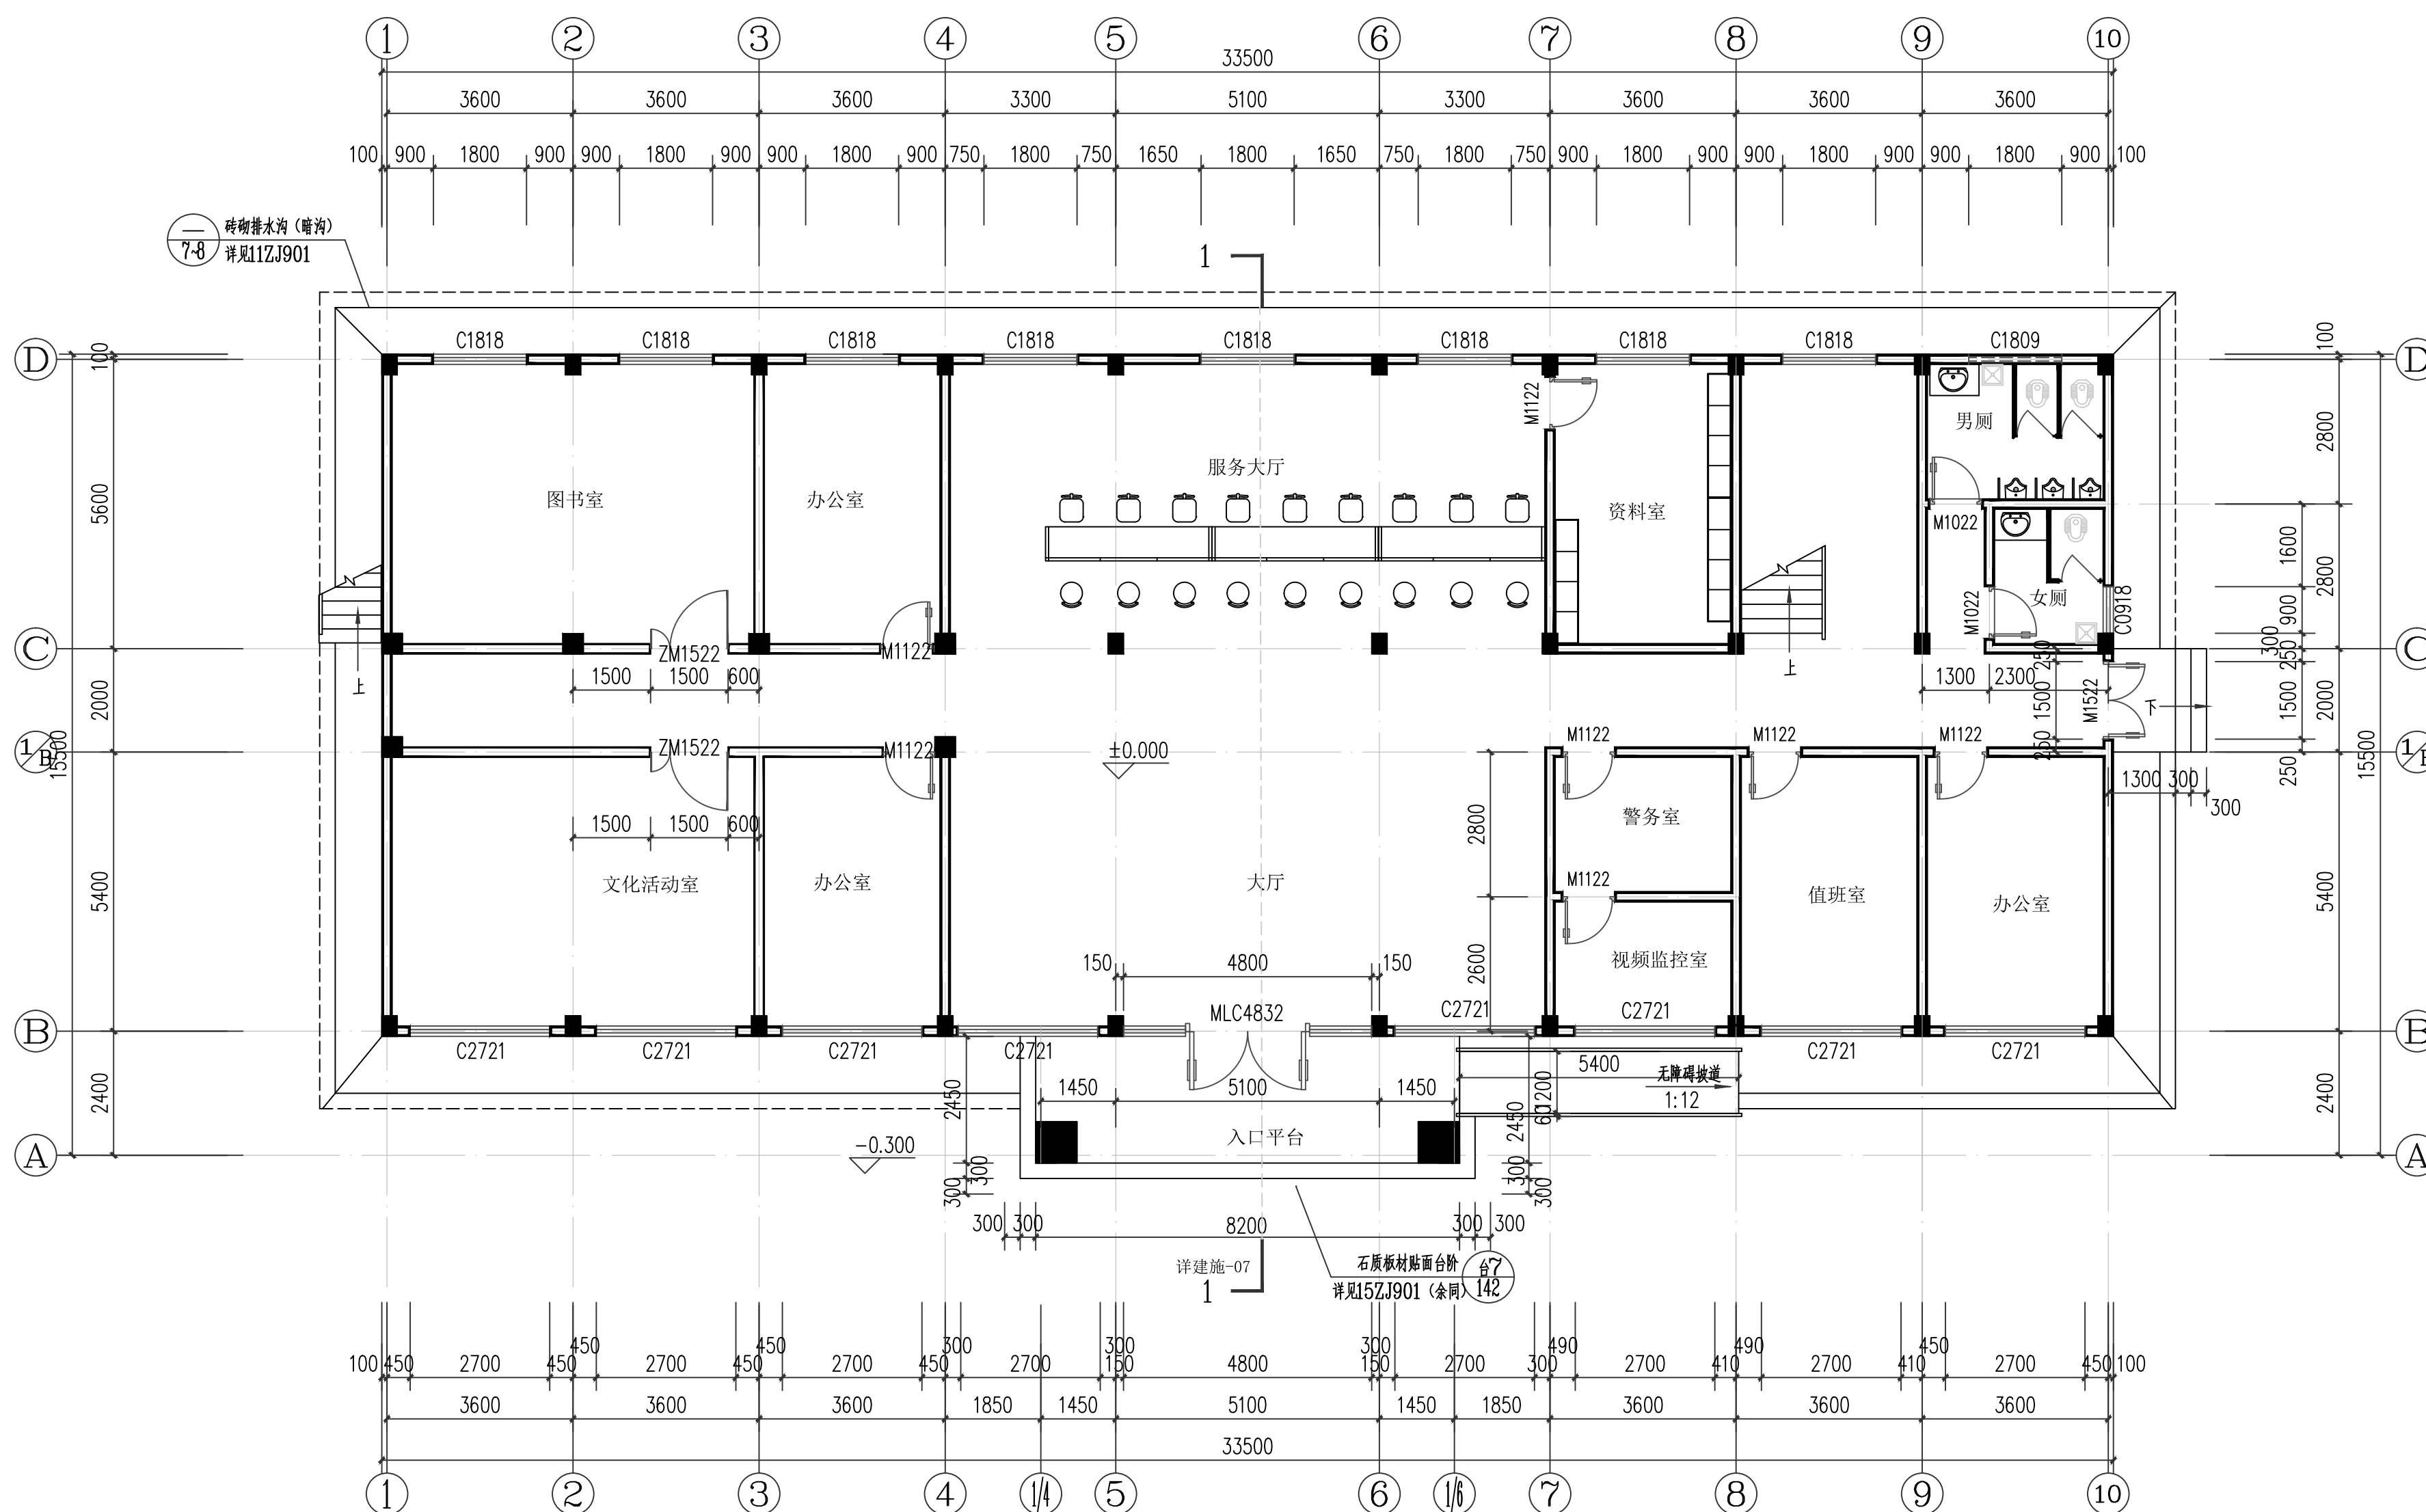 1 2 3 4 5 6 7 8 9 10
33500
3600 3600 3600 3300 5100 3300 3600 3600 3600
100 900 1800 900 900 1800 900 900 1800 900 750 1800 750 1650 1800 1650 750 1800 750 900 1800 900 900 1800 900 900 1800 900 100
砖砌排水沟（暗沟）
7~8
详见11ZJ901
1
C1818 C1818 C1818 C1818 C1818 C1818 C1818 C1818 C1809
D
D
100
100
M1122
男厕
2800
服务大厅
图书室
办公室
资料室
5600
M1022
1600
2800
女厕
M1022
900
C0918
300
C
C
ZM1522
M1122
250
250
1500 1500 600
上
上
1300 2300
2000
1500
M1522
下
1500
2000
ZM1522
M1122
±0.000
M1122 M1122 M1122
1/B
1/B
15500
250
250
15500
1300 300
300
1500 1500 600
2800
警务室
文化活动室
办公室
大厅
M1122
值班室
办公室
5400
5400
2600
视频监控室
150 4800 150
MLC4832
C2721
C2721
B
B
C2721 C2721 C2721 C2721
C2721 C2721
5400
无障碍坡道
1:12
2450
1450 5100 1450
1200
60
2450
2400
2400
入口平台
-0.300
A
A
300
300
300
300
300 300 8200 300 300
详建施-07
1
石质板材贴面台阶
台7
详见15ZJ901（余同）
142
450 450 300 300 300 490 490 450
100 450 2700 450 2700 450 2700 450 2700 150 4800 150 2700 300 2700 410 2700 410 2700 450 100
3600 3600 3600 1850 1450 5100 1450 1850 3600 3600 3600
33500
1 2 3 4 1/4 5 6 1/6 7 8 9 10